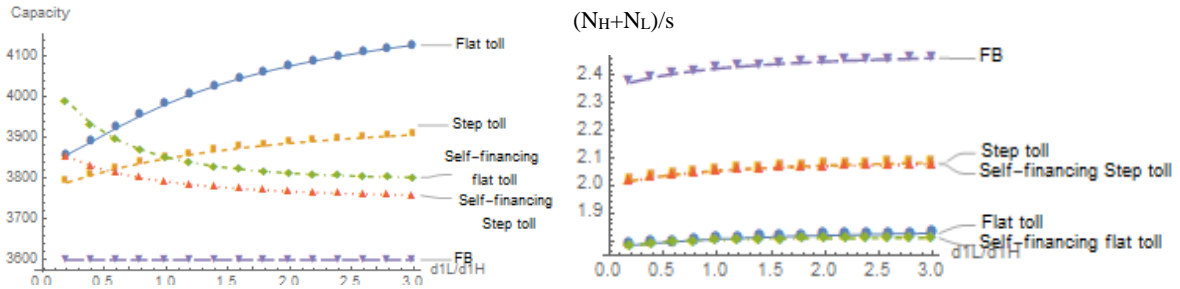 Capacity
4100
4000
3900
3800
3700
3600
0.0 0.5 1.0 1.5 2.0 2.5 3.0
d1L/d1H
Flat toll
Step toll
Self-financing
flat toll
Self-financing
Step toll
FB
(NH+NL)/s
2.4
2.3
2.2
2.1
2.0
1.9
0.0 0.5 1.0 1.5 2.0 2.5 3.0
d1L/d1H
FB
Step toll
Self-financing Step toll
Flat toll
Self-financing flat toll